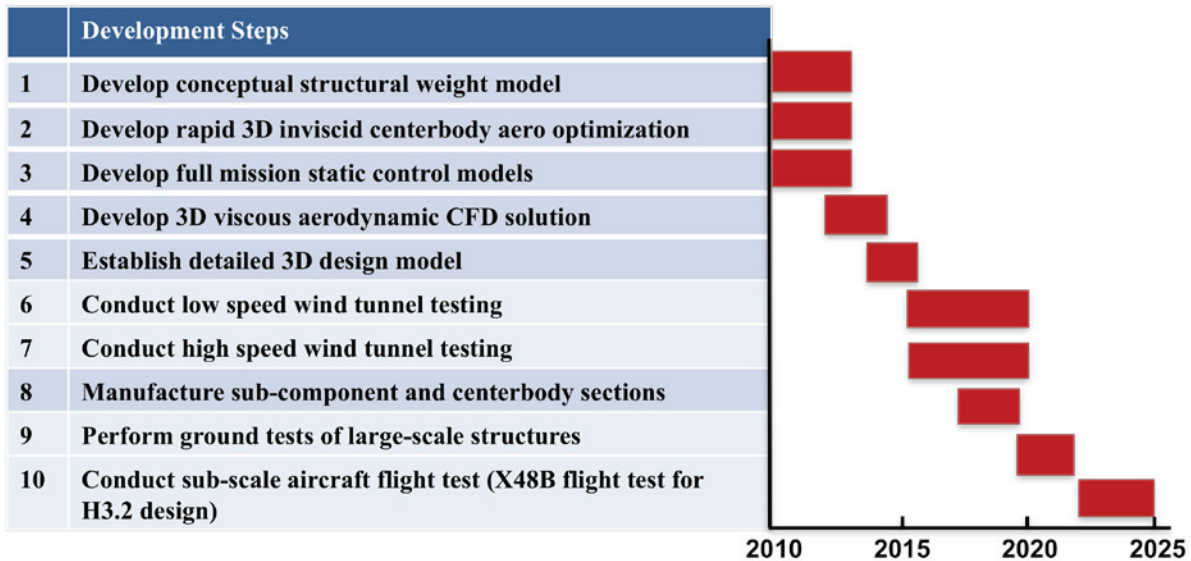 Development Steps
1 Develop conceptual structural weight model
2 Develop rapid 3D inviscid centerbody aero optimization
3 Develop full mission static control models
4 Develop 3D viscous aerodynamic CFD solution
5 Establish detailed 3D design model
6 Conduct low speed wind tunnel testing
7 Conduct high speed wind tunnel testing
8 Manufacture sub-component and centerbody sections
9 Perform ground tests of large-scale structures
10 Conduct sub-scale aircraft flight test (X48B flight test for
H3.2 design)
2010 2015 2020 2025